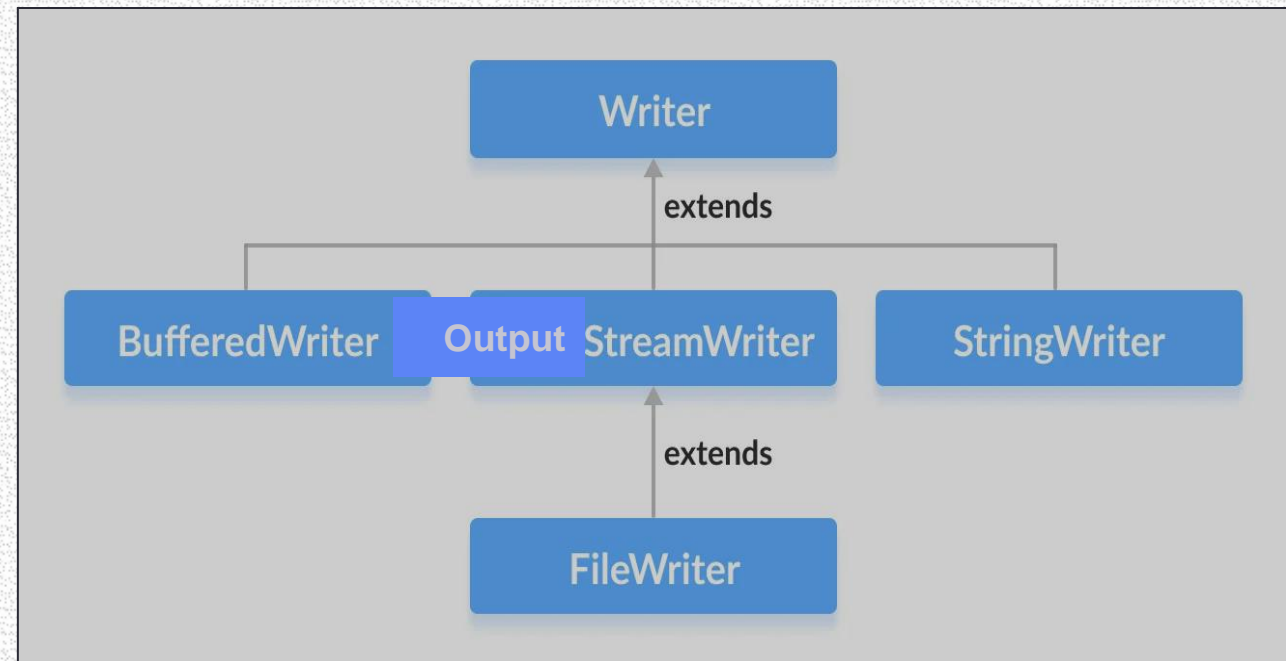 Writer
extends
BufferedWriter Output StreamWriter StringWriter
extends
FileWriter